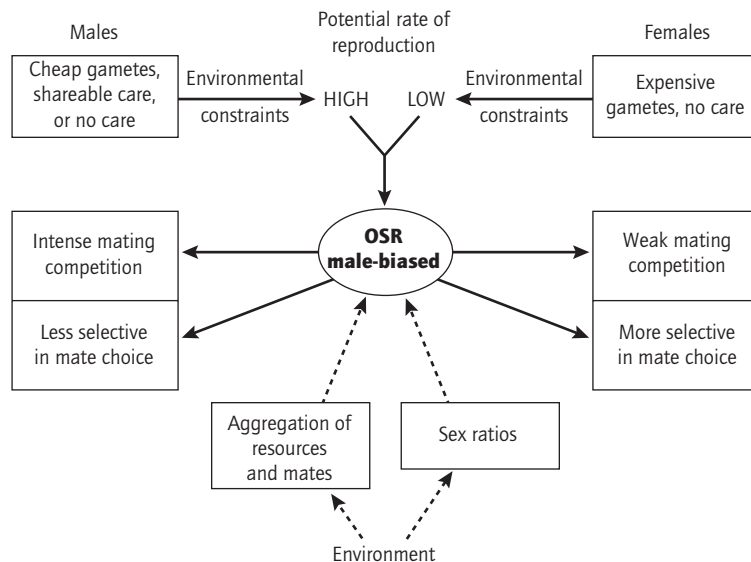 Males
Potential rate of
reproduction
Females
Cheap gametes,
shareable care,
or no care
Environmental
constraints
HIGH
LOW
Environmental
constraints
Expensive
gametes, no care
Intense mating
competition
Less selective
in mate choice
OSR
male-biased
Weak mating
competition
More selective
in mate choice
Aggregation of
resources
and mates
Sex ratios
Environment